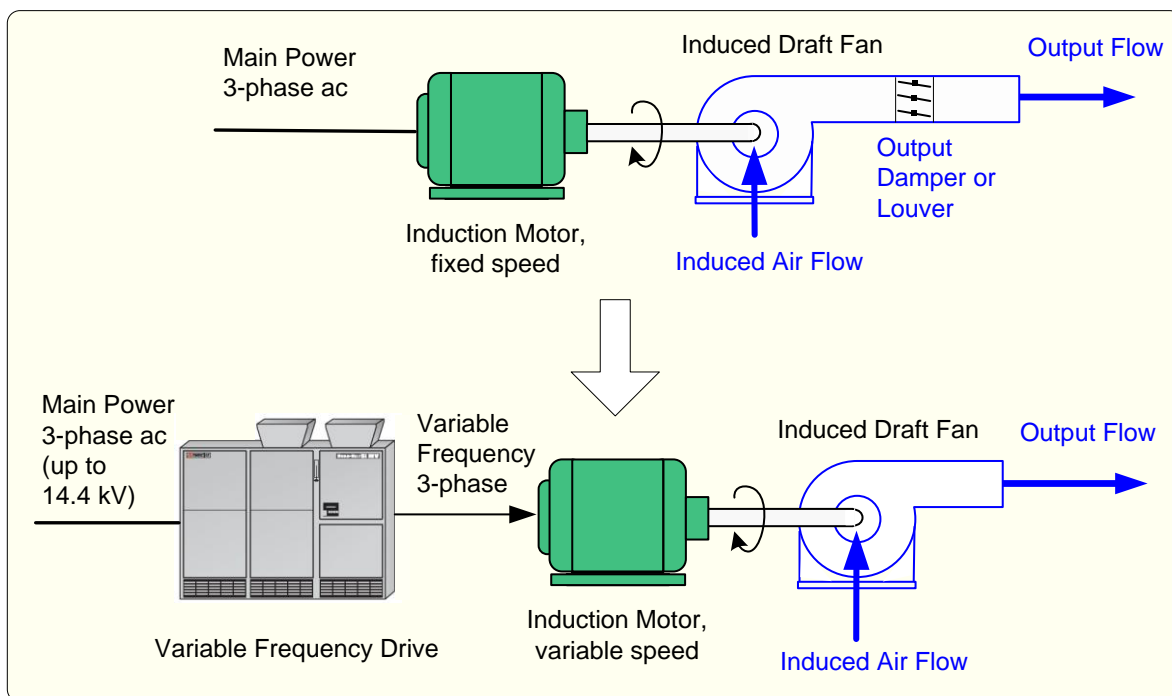 Main Power
3-phase ac
Induced Draft Fan
Output Flow
Output
Damper or
Louver
Induction Motor,
fixed speed
Induced Air Flow
Main Power
3-phase ac
(up to
14.4 kV)
Variable
Frequency
3-phase
Induced Draft Fan
Output Flow
Variable Frequency Drive
Induction Motor,
variable speed
Induced Air Flow